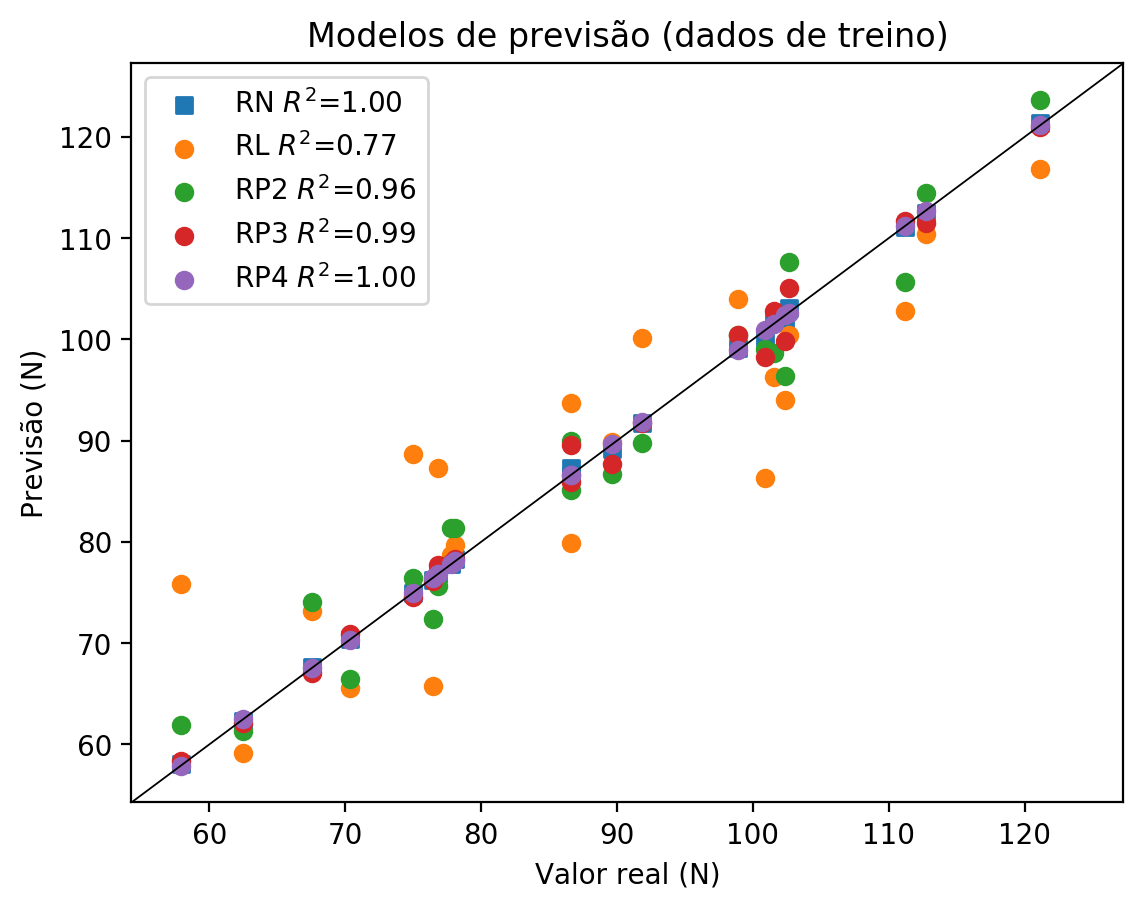 Modelos de previsão (dados de treino)
RN R²=1.00
RL R²=0.77
RP2 R²=0.96
RP3 R²=0.99
RP4 R²=1.00
120
110
100
90
80
70
60
Previsão (N)
60 70 80 90 100 110 120
Valor real (N)